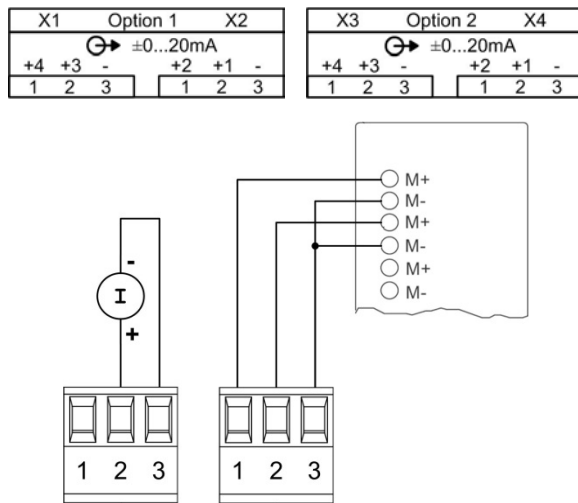 X1 Option 1 X2
±0...20mA
+4 +3 - +2 +1 -
1 2 3 1 2 3
X3 Option 2 X4
±0...20mA
+4 +3 - +2 +1 -
1 2 3 1 2 3
M+
M-
M+
M-
M+
M-
-
I
+
1 2 3
1 2 3